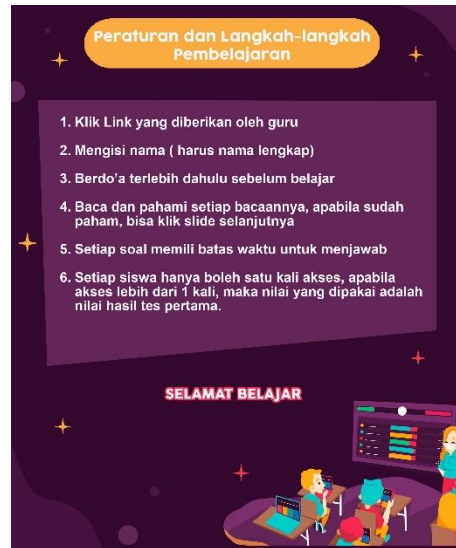 Peraturan dan Langkah-langkah
Pembelajaran
1. Klik Link yang diberikan oleh guru
2. Mengisi nama ( harus nama lengkap)
3. Berdo'a terlebih dahulu sebelum belajar
4. Baca dan pahami setiap bacaannya, apabila sudah
paham, bisa klik slide selanjutnya
5. Setiap soal memili batas waktu untuk menjawab
6. Setiap siswa hanya boleh satu kali akses, apabila
akses lebih dari 1 kali, maka nilai yang dipakai adalah
nilai hasil tes pertama.
SELAMAT BELAJAR